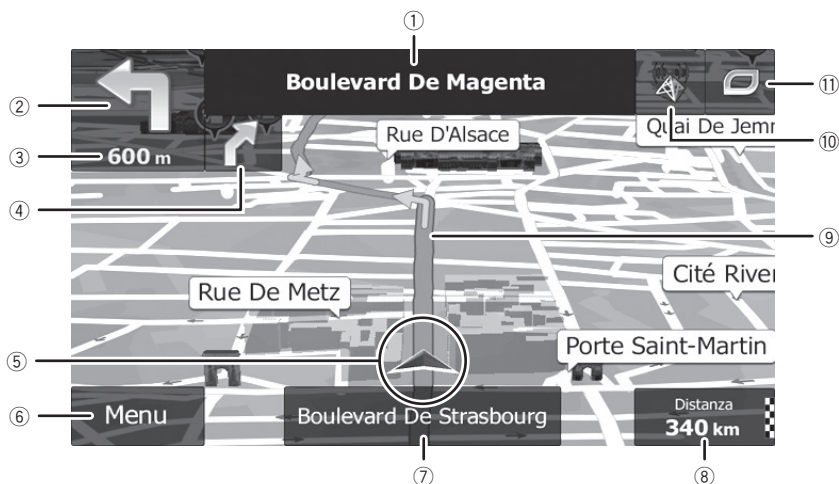 ①
Boulevard De Magenta
②
⑪
Rue D'Alsace
Quai De Jemm
⑩
③
600 m
④
⑨
Cité River
Rue De Metz
⑤
Porte Saint-Martin
⑥
Menu
Boulevard De Strasbourg
Distanza
340 km
⑦
⑧